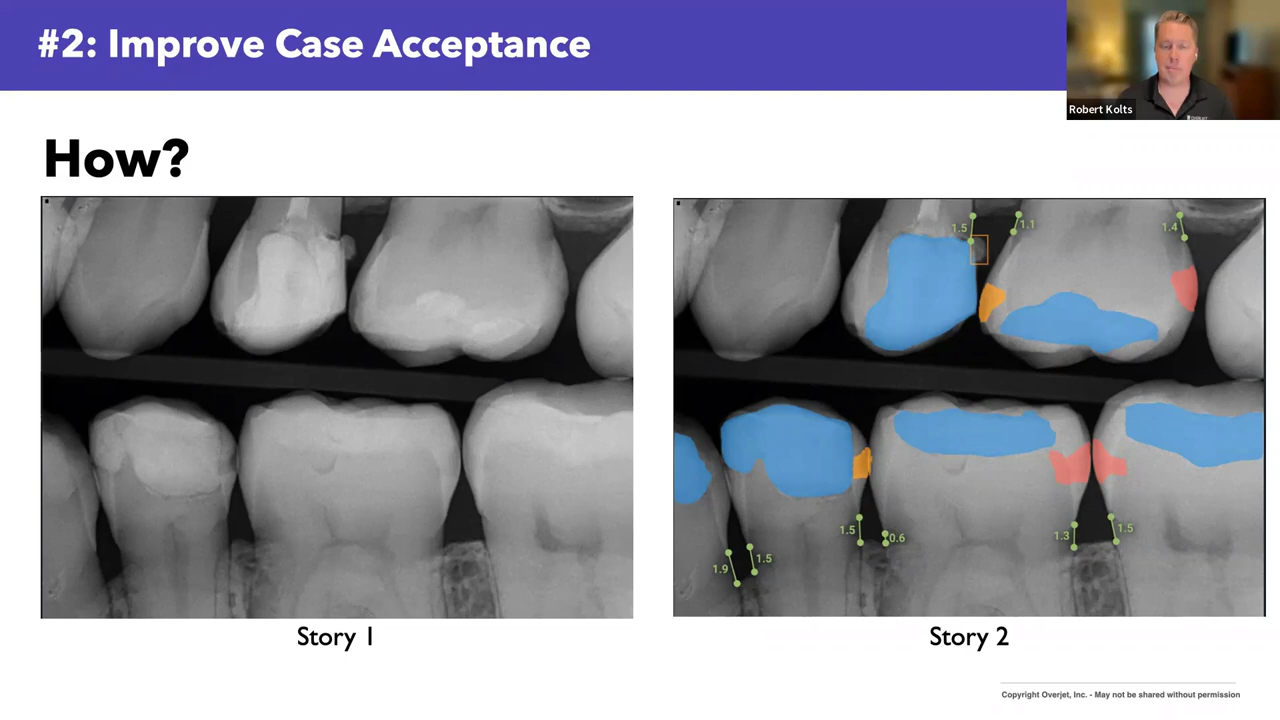 #2: Improve Case Acceptance
Robert Kolts
How?
1.5
1.1
1.4
1.5
0.6
1.3
1.5
1.9
1.5
Story 1
Story 2
Copyright Overjet, Inc. - May not be shared without permission